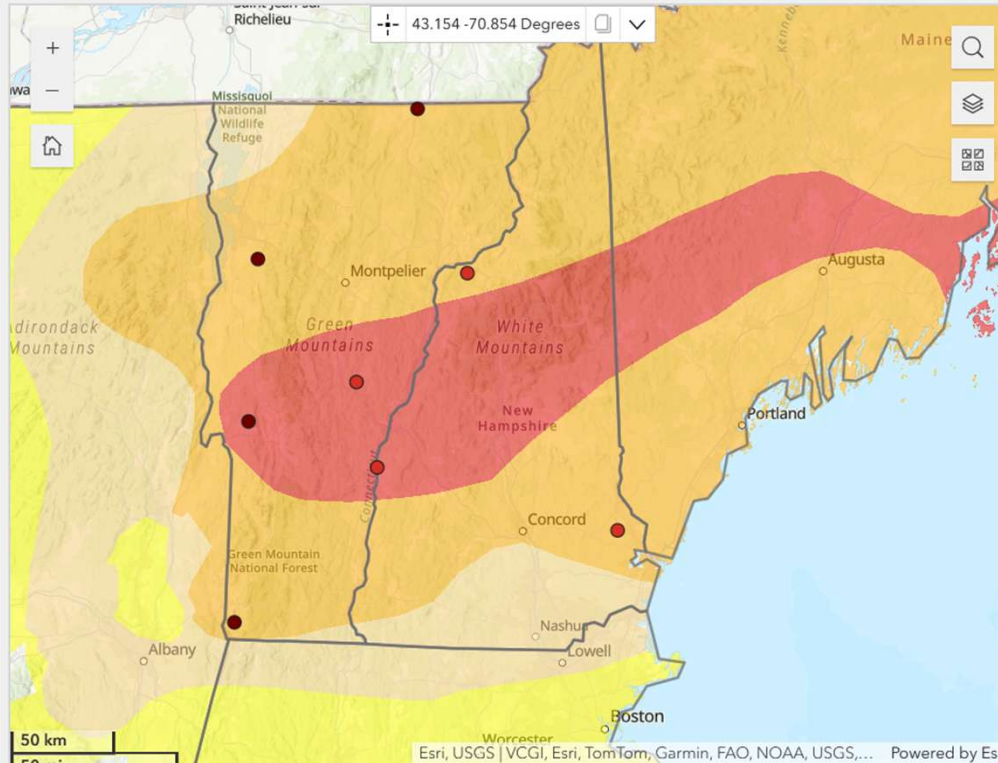 Richelieu
43.154 -70.854 Degrees
Maine
+
−
Missisquoi
National
Wildlife
Refuge
Montpelier
Augusta
Green
Mountains
White
Mountains
Mountains
New
Hampshire
Portland
Concord
Green Mountain
National Forest
Nashua
Albany
Lowell
Boston
Worcester
50 km
Esri, USGS | VCGI, Esri, TomTom, Garmin, FAO, NOAA, USGS,...
Powered by Es